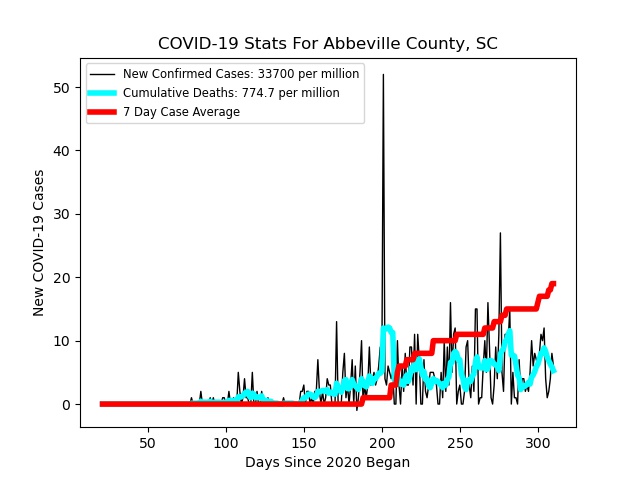 COVID-19 Stats For Abbeville County, SC
New Confirmed Cases: 33700 per million
Cumulative Deaths: 774.7 per million
7 Day Case Average
New COVID-19 Cases
50
40
30
20
10
0
50 100 150 200 250 300
Days Since 2020 Began